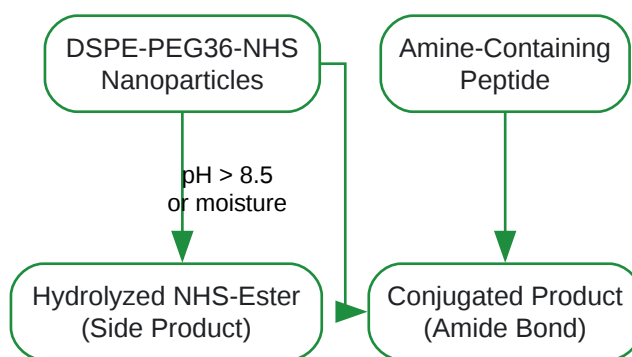 DSPE-PEG36-NHS
Nanoparticles
Amine-Containing
Peptide
pH > 8.5
or moisture
Hydrolyzed NHS-Ester
(Side Product)
Conjugated Product
(Amide Bond)